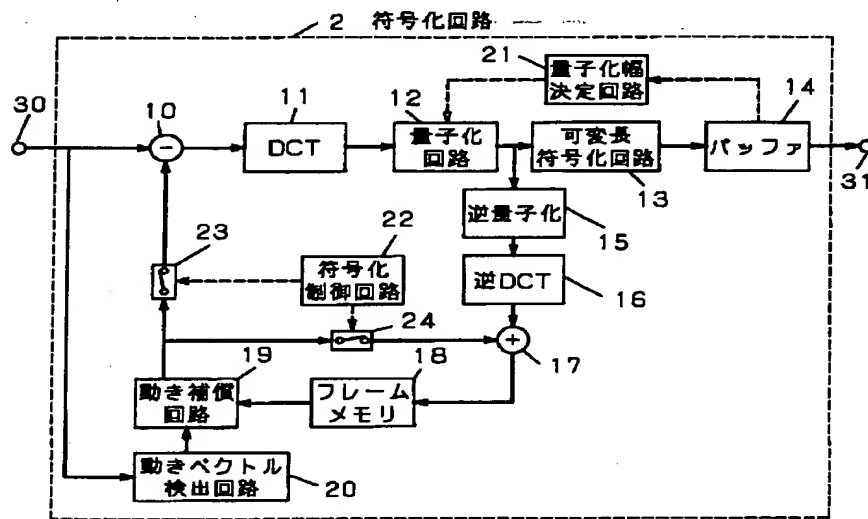 2 符号化回路
21
量子化幅
決定回路
14
30
10
11
12
DCT
量子化
回路
可変長
符号化回路
バッファ
13
31
逆量子化
15
23
22
符号化
制御回路
逆DCT
16
24
17
19
動き補償
回路
18
フレーム
メモリ
動きベクトル
検出回路
20